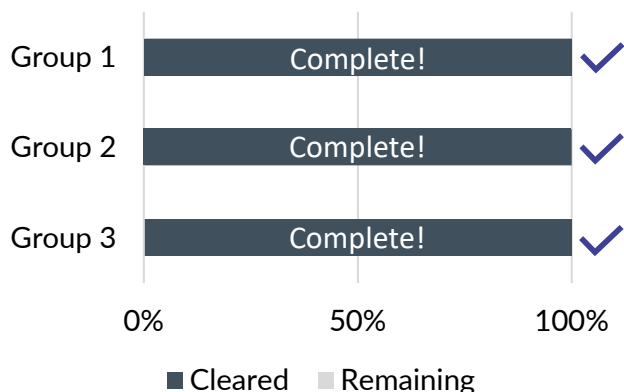 Group 1 Complete!
Group 2 Complete!
Group 3 Complete!
0% 50% 100%
Cleared Remaining